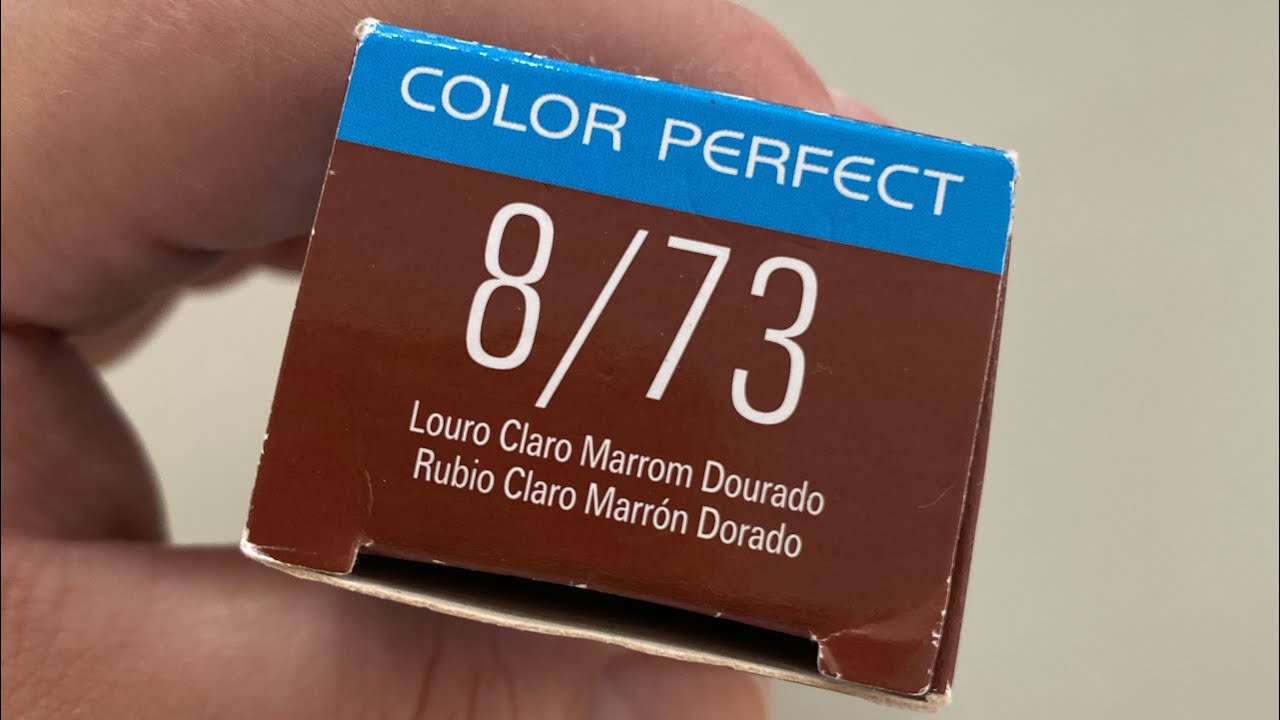 COLOR PERFECT
8/73
Louro Claro Marrom Dourado
Rubio Claro Marrón Dorado